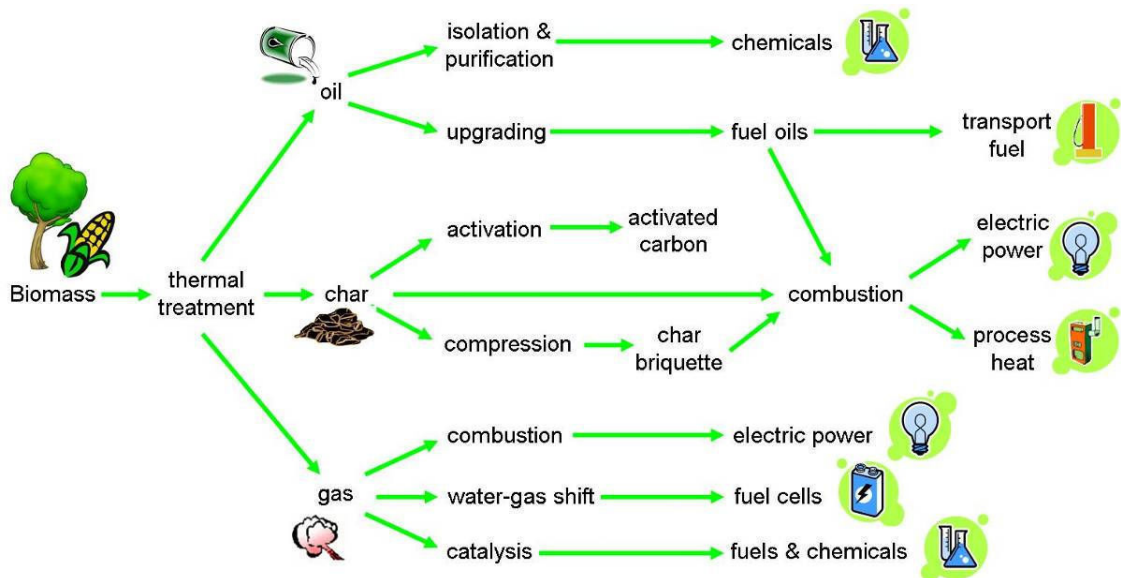 isolation &
purification
chemicals
oil
upgrading
fuel oils
transport
fuel
activation
activated
carbon
electric
power
Biomass
thermal
treatment
char
combustion
compression
char
briquette
process
heat
combustion
electric power
gas
water-gas shift
fuel cells
catalysis
fuels & chemicals